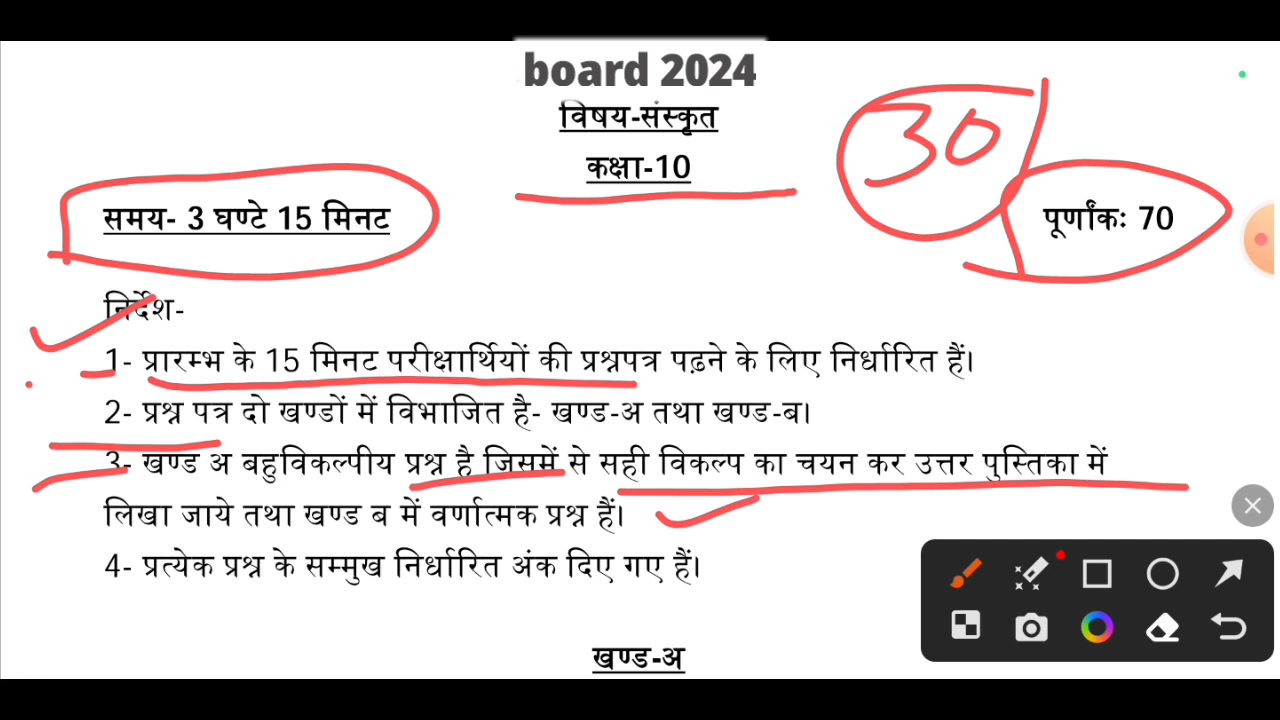 board 2024
विषय-संस्कृत
कक्षा-10
30
समय- 3 घण्टे 15 मिनट
पूर्णांकः 70
निर्देश-
1- प्रारम्भ के 15 मिनट परीक्षार्थियों की प्रश्नपत्र पढ़ने के लिए निर्धारित हैं।
2- प्रश्न पत्र दो खण्डों में विभाजित है- खण्ड-अ तथा खण्ड-ब।
3- खण्ड अ बहुविकल्पीय प्रश्न है जिसमें से सही विकल्प का चयन कर उत्तर पुस्तिका में
लिखा जाये तथा खण्ड ब में वर्णात्मक प्रश्न हैं।
4- प्रत्येक प्रश्न के सम्मुख निर्धारित अंक दिए गए हैं।
खण्ड-अ